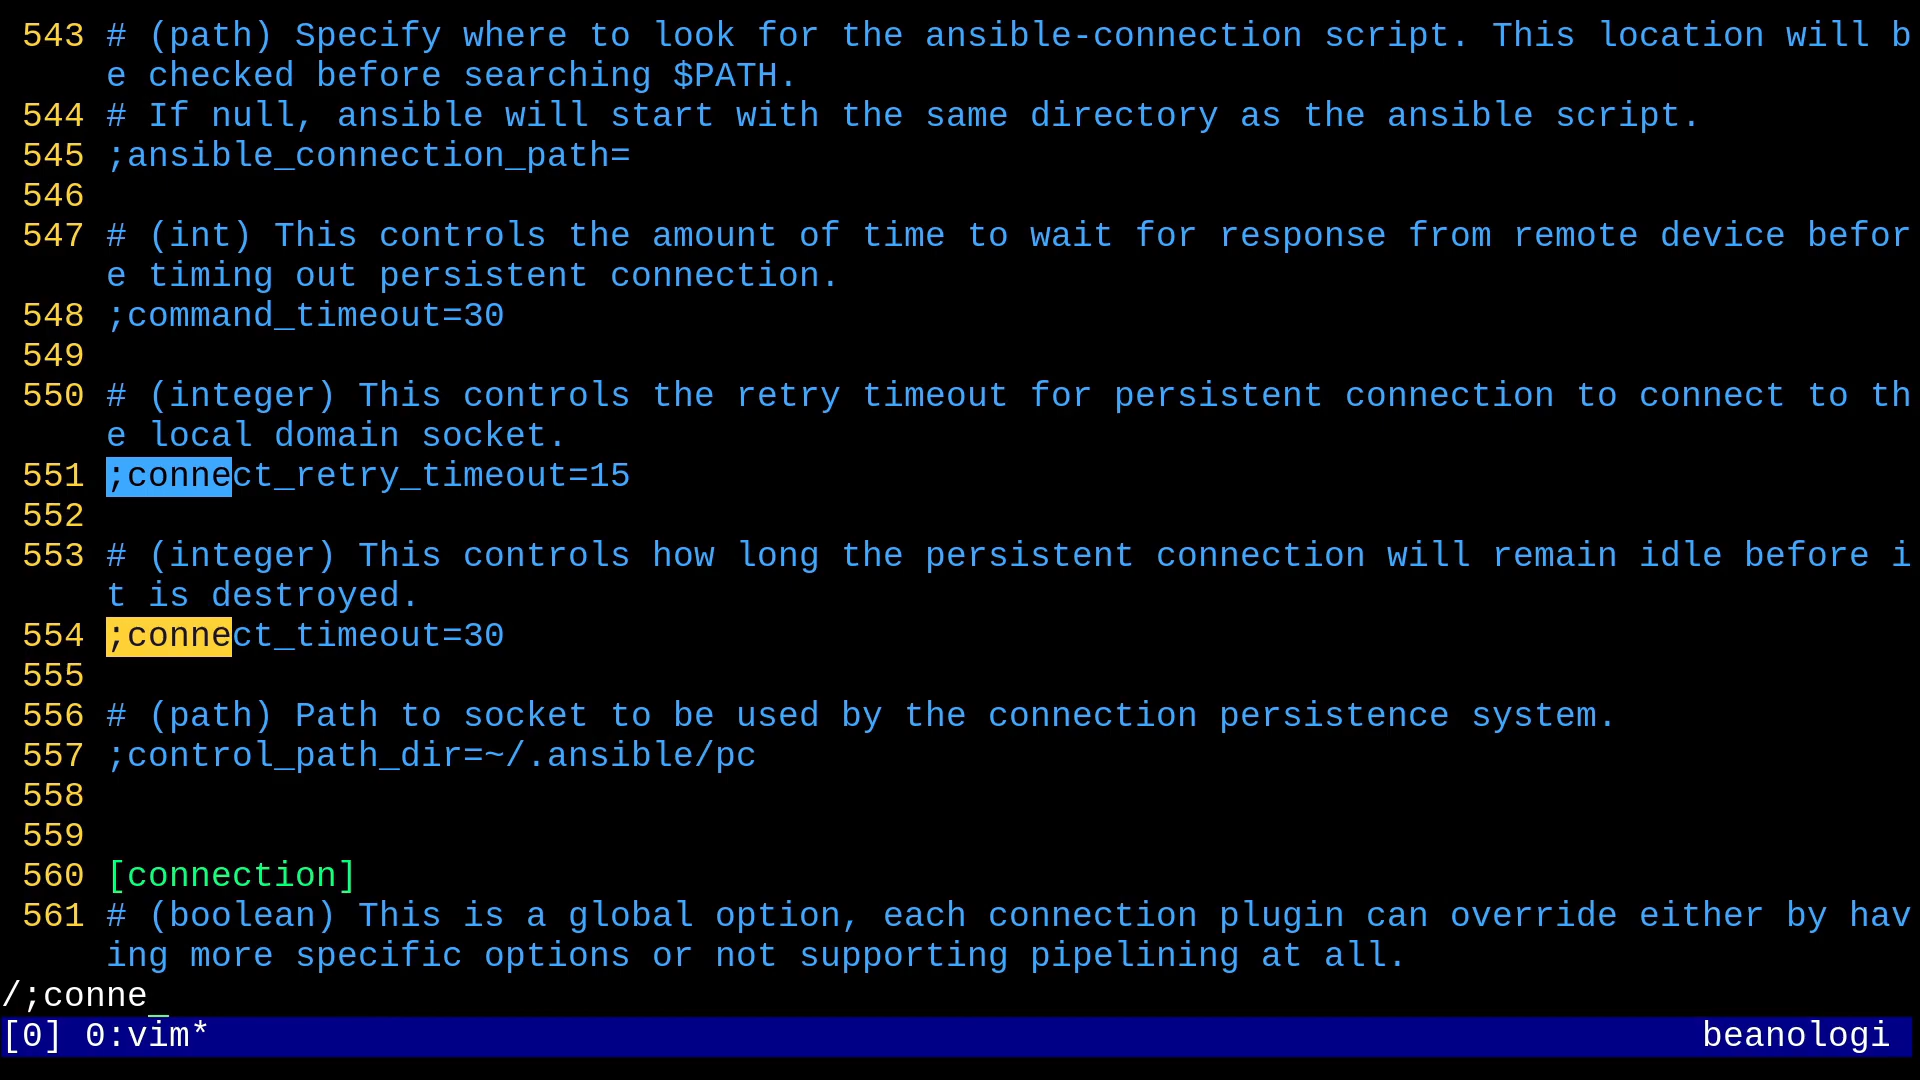 543 # (path) Specify where to look for the ansible-connection script. This location will b
e checked before searching $PATH.
544 # If null, ansible will start with the same directory as the ansible script.
545 ;ansible_connection_path=
546
547 # (int) This controls the amount of time to wait for response from remote device befor
e timing out persistent connection.
548 ;command_timeout=30
549
550 # (integer) This controls the retry timeout for persistent connection to connect to th
e local domain socket.
551 ;connect_retry_timeout=15
552
553 # (integer) This controls how long the persistent connection will remain idle before i
t is destroyed.
554 ;connect_timeout=30
555
556 # (path) Path to socket to be used by the connection persistence system.
557 ;control_path_dir=~/.ansible/pc
558
559
560 [connection]
561 # (boolean) This is a global option, each connection plugin can override either by hav
ing more specific options or not supporting pipelining at all.
/;conne
[0] 0:vim* beanologi